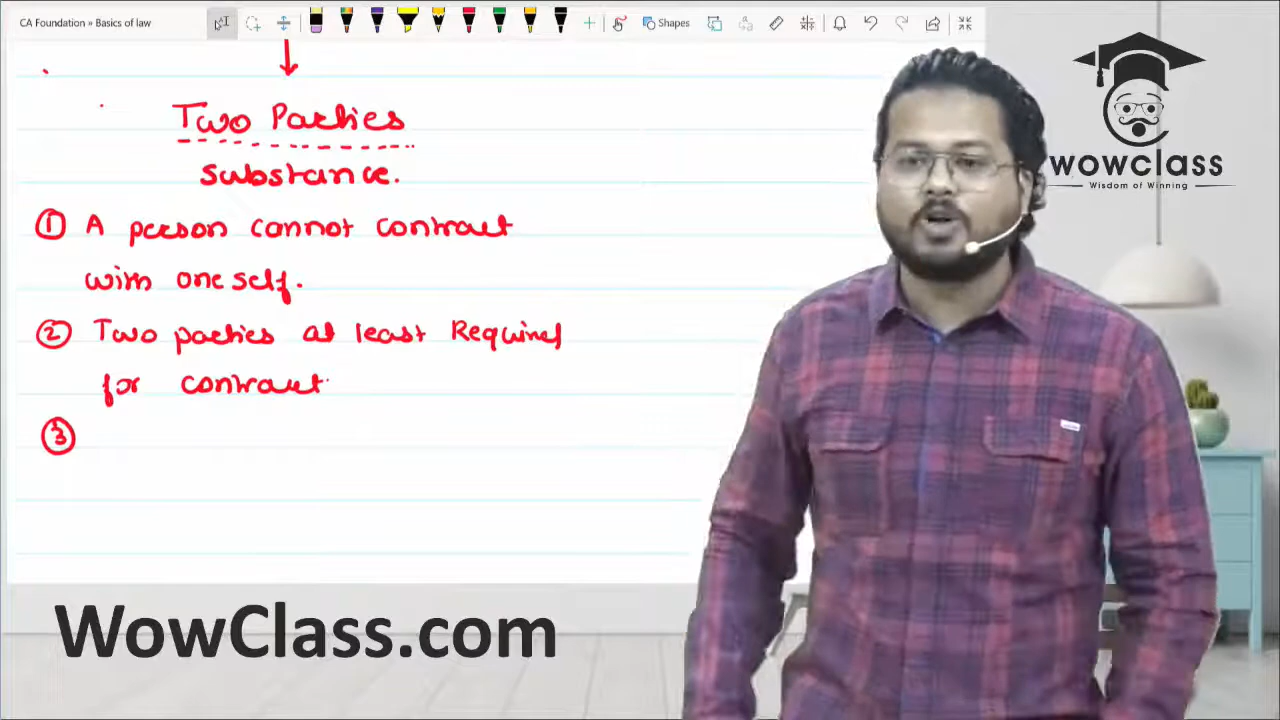 CA Foundation » Basics of law
Shapes
Two Parties
substance.
① A person cannot contract
with oneself.
② Two parties at least Required
for contract
③
wowclass
Wisdom of Winning
WowClass.com